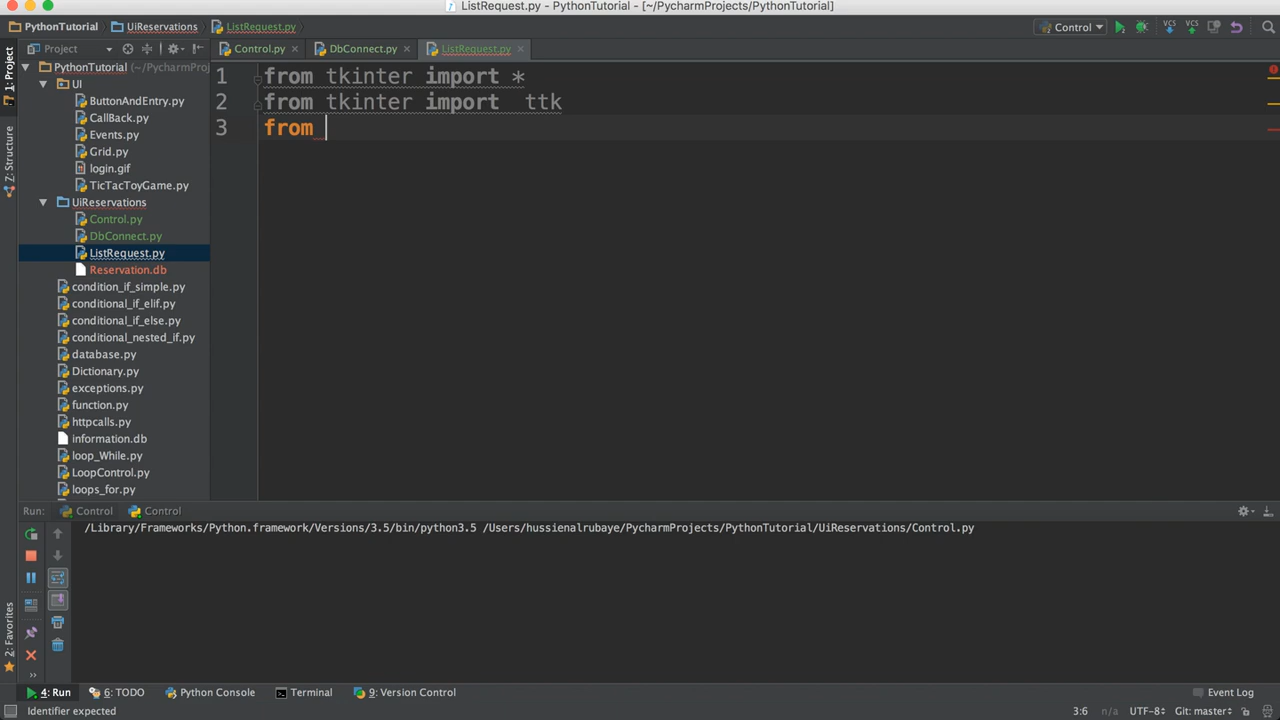 ListRequest.py - PythonTutorial - [~/PycharmProjects/PythonTutorial]
PythonTutorial UiReservations ListRequest.py Control
Project Control.py DbConnect.py ListRequest.py
1: Project
Z: Structure
2: Favorites
PythonTutorial (~/PycharmProj
UI
ButtonAndEntry.py
CallBack.py
Events.py
Grid.py
login.gif
TicTacToyGame.py
UiReservations
Control.py
DbConnect.py
ListRequest.py
Reservation.db
condition_if_simple.py
conditional_if_elif.py
conditional_if_else.py
conditional_nested_if.py
database.py
Dictionary.py
exceptions.py
function.py
httpcalls.py
information.db
loop_While.py
LoopControl.py
loops_for.py
1 from tkinter import *
2 from tkinter import  ttk
3 from
Run: Control Control
/Library/Frameworks/Python.framework/Versions/3.5/bin/python3.5 /Users/hussienalrubaye/PycharmProjects/PythonTutorial/UiReservations/Control.py
4: Run 6: TODO Python Console Terminal 9: Version Control Event Log
Identifier expected 3:6 n/a UTF-8 Git: master